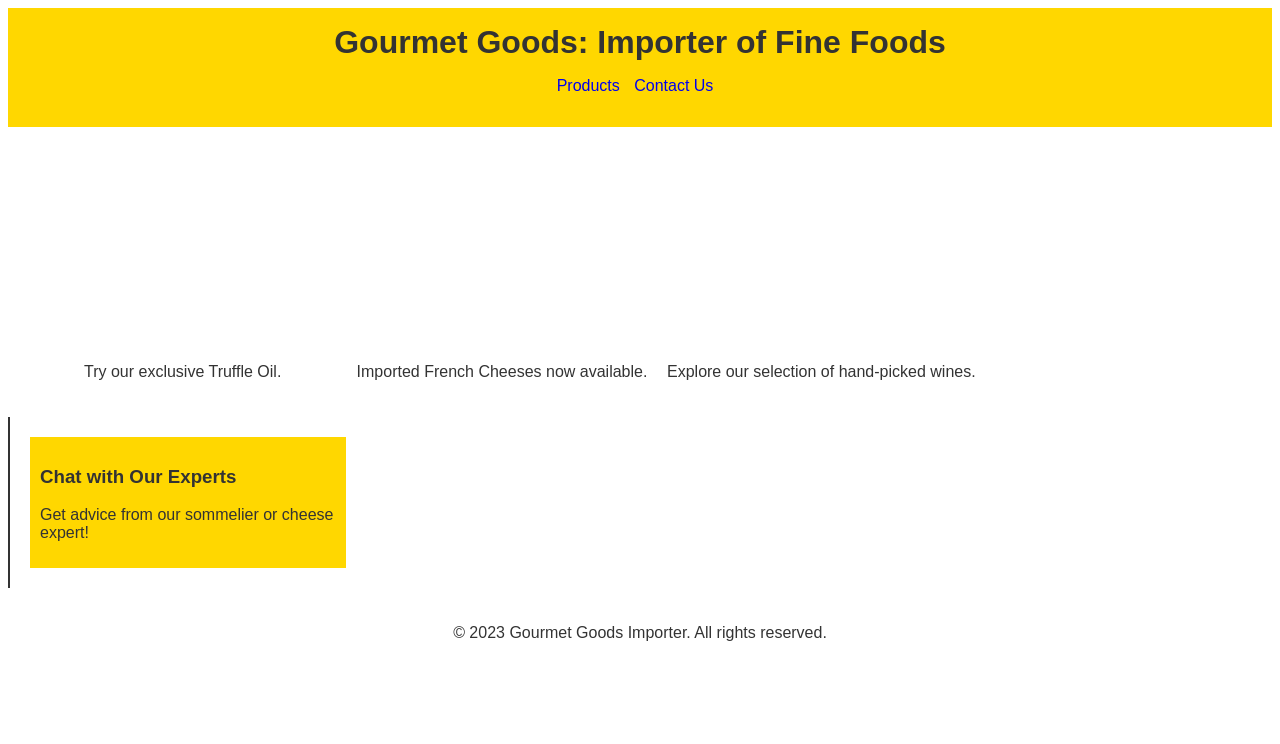 Gourmet Goods: Importer of Fine Foods
Products Contact Us
Try our exclusive Truffle Oil.
Imported French Cheeses now available.
Explore our selection of hand-picked wines.
Chat with Our Experts
Get advice from our sommelier or cheese
expert!
© 2023 Gourmet Goods Importer. All rights reserved.